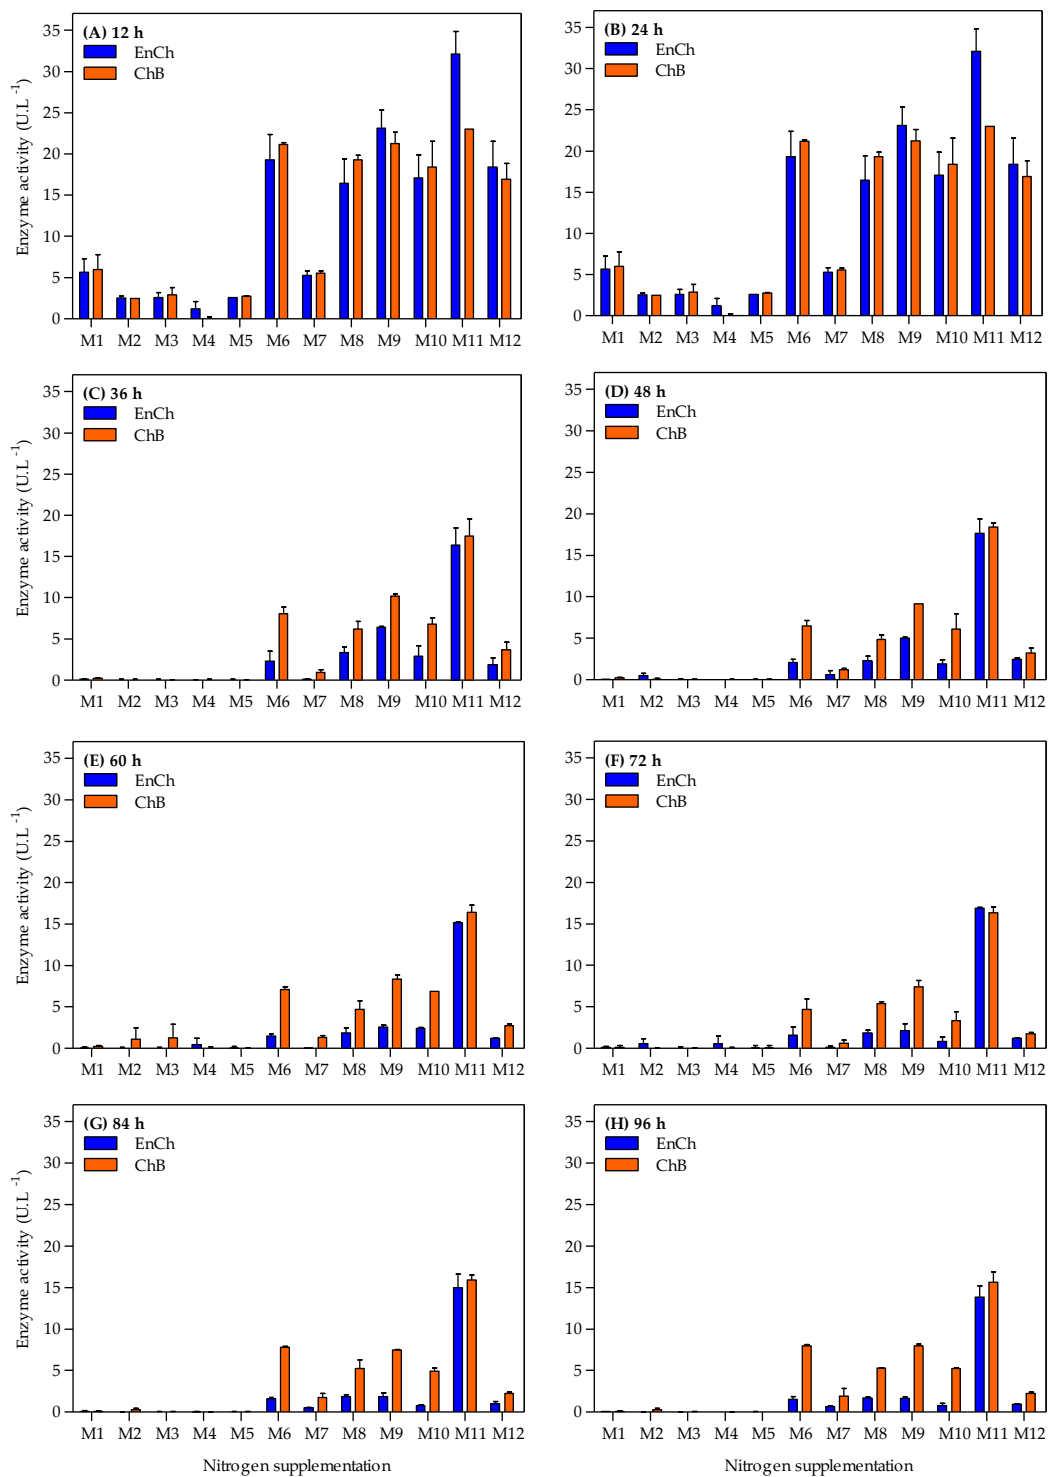 (A) 12 h
EnCh
ChB
Enzyme activity (U.L⁻¹)
35
30
25
20
15
10
5
0
M1 M2 M3 M4 M5 M6 M7 M8 M9 M10 M11 M12
(B) 24 h
EnCh
ChB
35
30
25
20
15
10
5
0
M1 M2 M3 M4 M5 M6 M7 M8 M9 M10 M11 M12
(C) 36 h
EnCh
ChB
Enzyme activity (U.L⁻¹)
35
30
25
20
15
10
5
0
M1 M2 M3 M4 M5 M6 M7 M8 M9 M10 M11 M12
(D) 48 h
EnCh
ChB
35
30
25
20
15
10
5
0
M1 M2 M3 M4 M5 M6 M7 M8 M9 M10 M11 M12
(E) 60 h
EnCh
ChB
Enzyme activity (U.L⁻¹)
35
30
25
20
15
10
5
0
M1 M2 M3 M4 M5 M6 M7 M8 M9 M10 M11 M12
(F) 72 h
EnCh
ChB
35
30
25
20
15
10
5
0
M1 M2 M3 M4 M5 M6 M7 M8 M9 M10 M11 M12
(G) 84 h
EnCh
ChB
Enzyme activity (U.L⁻¹)
35
30
25
20
15
10
5
0
M1 M2 M3 M4 M5 M6 M7 M8 M9 M10 M11 M12
Nitrogen supplementation
(H) 96 h
EnCh
ChB
35
30
25
20
15
10
5
0
M1 M2 M3 M4 M5 M6 M7 M8 M9 M10 M11 M12
Nitrogen supplementation